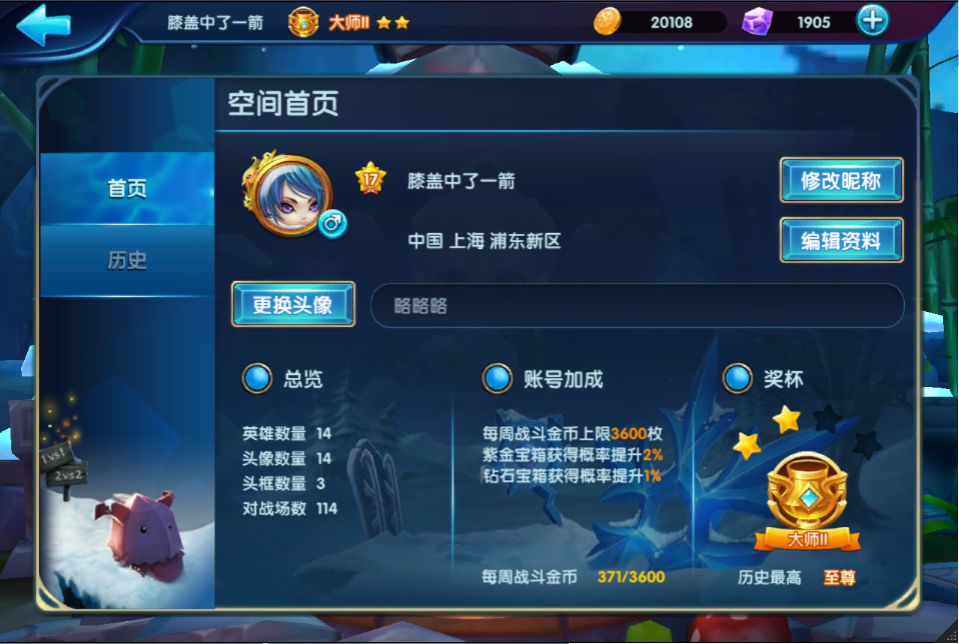 膝盖中了一箭 大师II 20108 1905
空间首页
首页
历史
17 膝盖中了一箭 修改昵称
中国 上海 浦东新区 编辑资料
更换头像 略略略
总览 账号加成 奖杯
英雄数量 14
头像数量 14
头框数量 3
对战场数 114
每周战斗金币上限3600枚
紫金宝箱获得概率提升2%
钻石宝箱获得概率提升1%
每周战斗金币 371/3600
大师II
历史最高 至尊
1vs1
2vs2